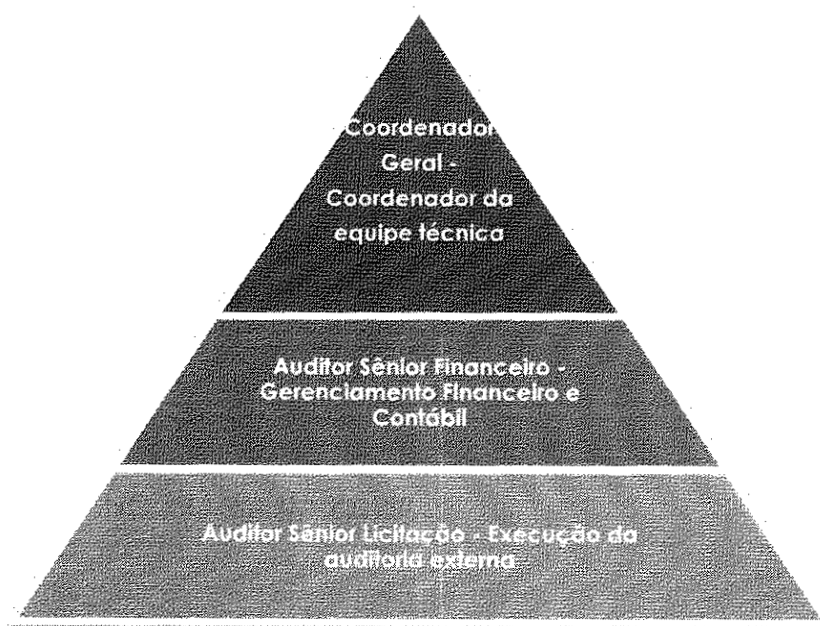 Coordenador
Geral -
Coordenador da
equipe técnica
Auditor Sênior Financeiro -
Gerenciamento Financeiro e
Contábil
Auditor Sênior Licitação - Execução da
auditoria externa